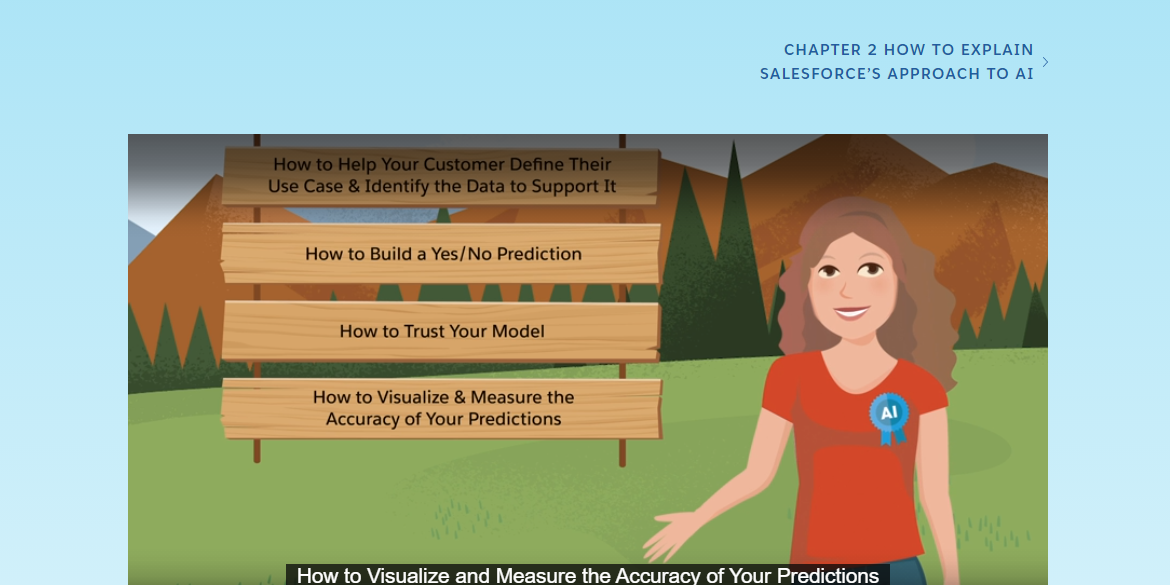 CHAPTER 2 HOW TO EXPLAIN
SALESFORCE'S APPROACH TO AI
How to Help Your Customer Define Their
Use Case & Identify the Data to Support It
How to Build a Yes/No Prediction
How to Trust Your Model
How to Visualize & Measure the
Accuracy of Your Predictions
AI
How to Visualize and Measure the Accuracy of Your Predictions